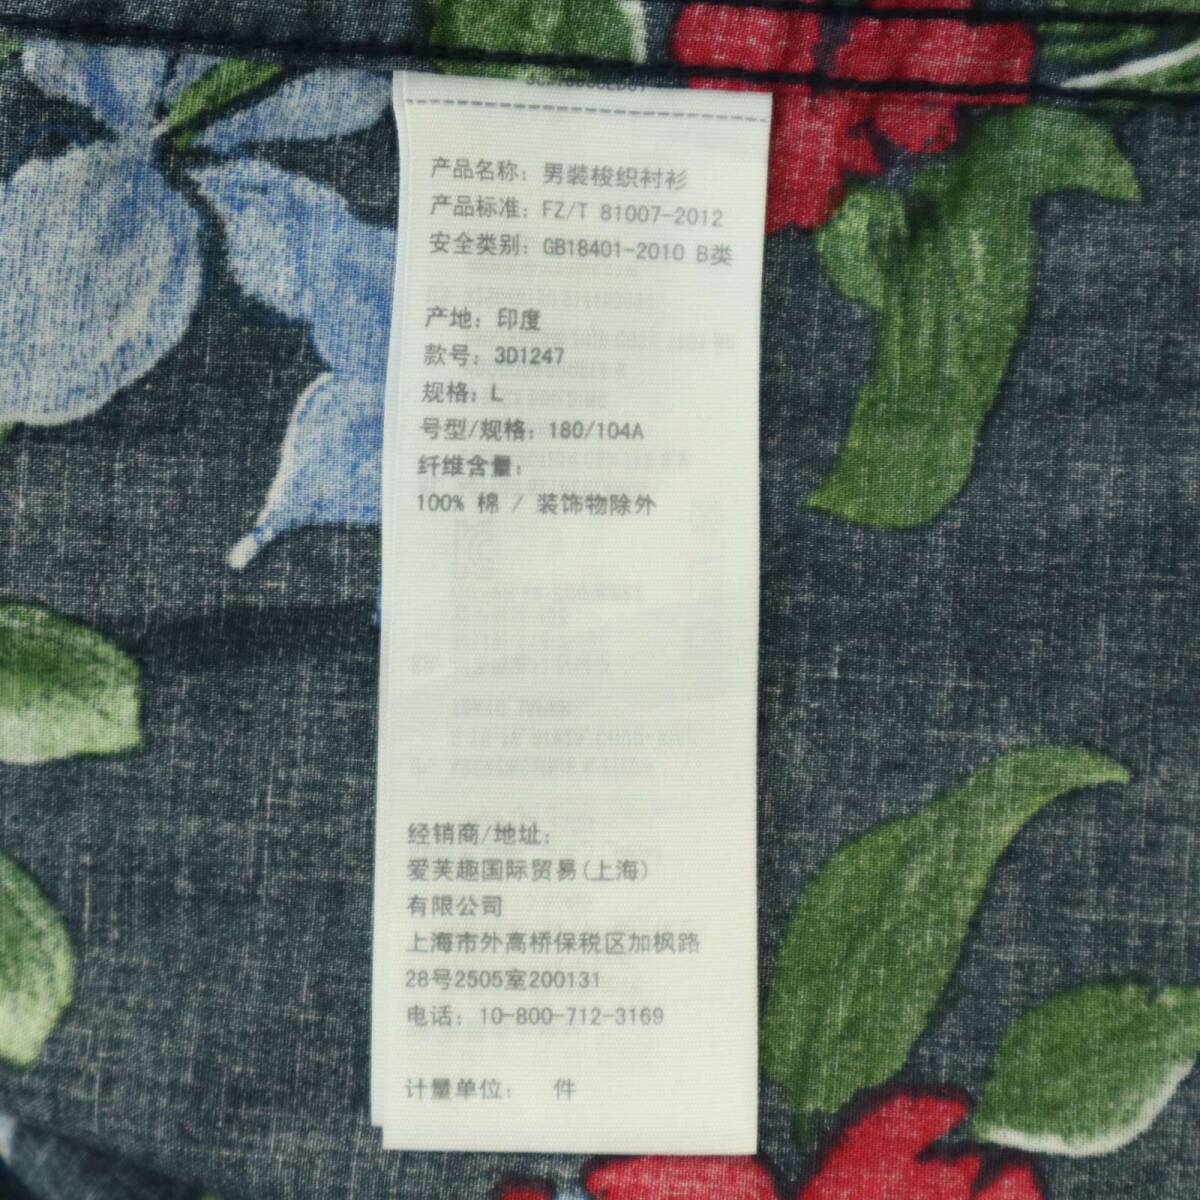 产品名称: 男装梭织衬衫
产品标准: FZ/T 81007-2012
安全类别: GB18401-2010 B类
产地: 印度
款号: 3D1247
规格: L
号型/规格: 180/104A
纤维含量:
100% 棉 / 装饰物除外
经销商/地址:
爱芙趣国际贸易(上海)
有限公司
上海市外高桥保税区加枫路
28号2505室200131
电话: 10-800-712-3169
计量单位: 件